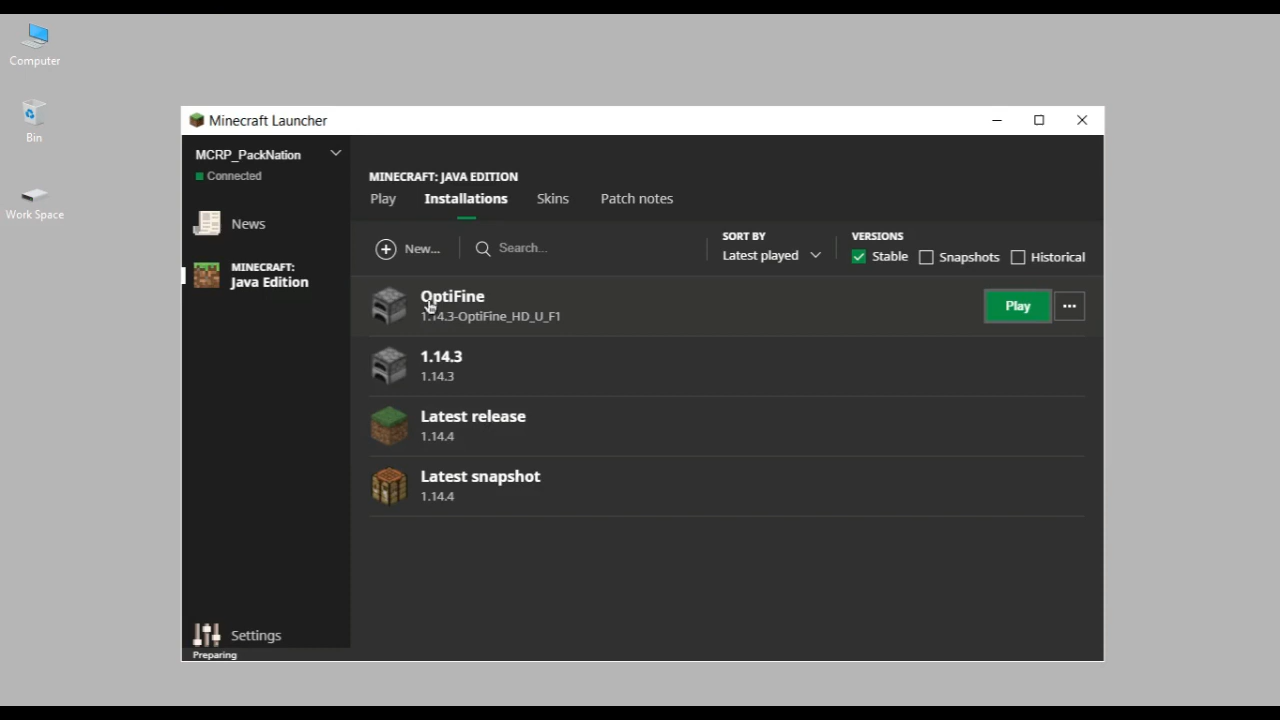 Computer
Bin
Work Space
Minecraft Launcher
MCRP_PackNation
Connected
News
MINECRAFT:
Java Edition
Settings
Preparing
MINECRAFT: JAVA EDITION
Play Installations Skins Patch notes
New... Search...
SORT BY
Latest played
VERSIONS
Stable Snapshots Historical
OptiFine
1.14.3-OptiFine_HD_U_F1
Play
1.14.3
1.14.3
Latest release
1.14.4
Latest snapshot
1.14.4